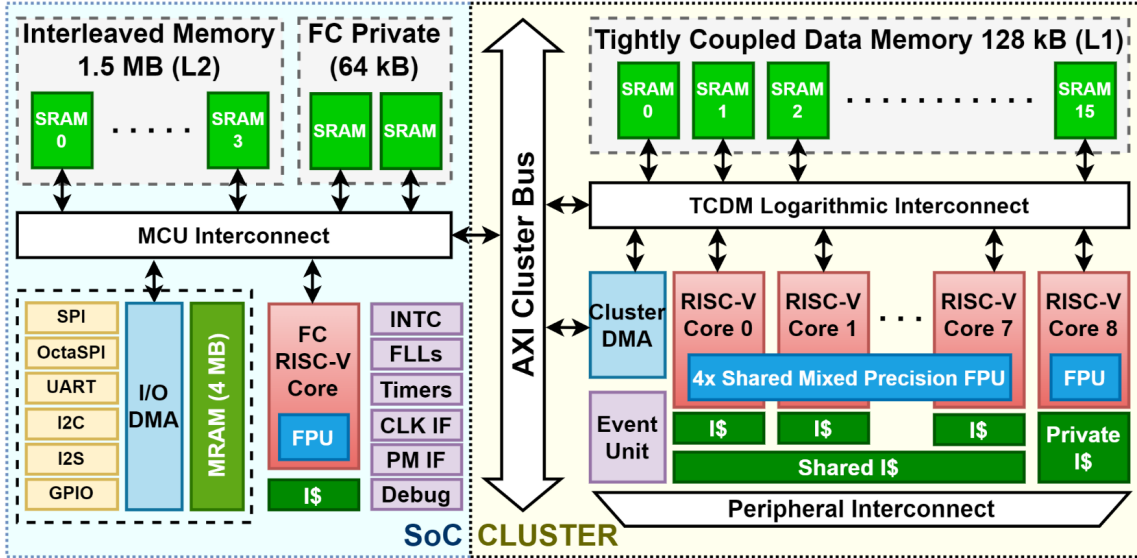 Interleaved Memory
1.5 MB (L2)
SRAM
0
. . . . .
SRAM
3
FC Private
(64 kB)
SRAM
SRAM
MCU Interconnect
SPI
OctaSPI
UART
I2C
I2S
GPIO
I/O
DMA
MRAM (4 MB)
FC
RISC-V
Core
FPU
I$
INTC
FLLs
Timers
CLK IF
PM IF
Debug
SoC
AXI Cluster Bus
Tightly Coupled Data Memory 128 kB (L1)
SRAM
0
SRAM
1
SRAM
2
. . . . . . . . . . .
SRAM
15
TCDM Logarithmic Interconnect
Cluster
DMA
RISC-V
Core 0
RISC-V
Core 1
. . .
RISC-V
Core 7
RISC-V
Core 8
4x Shared Mixed Precision FPU
FPU
Event
Unit
I$
I$
I$
Shared I$
Private
I$
Peripheral Interconnect
CLUSTER